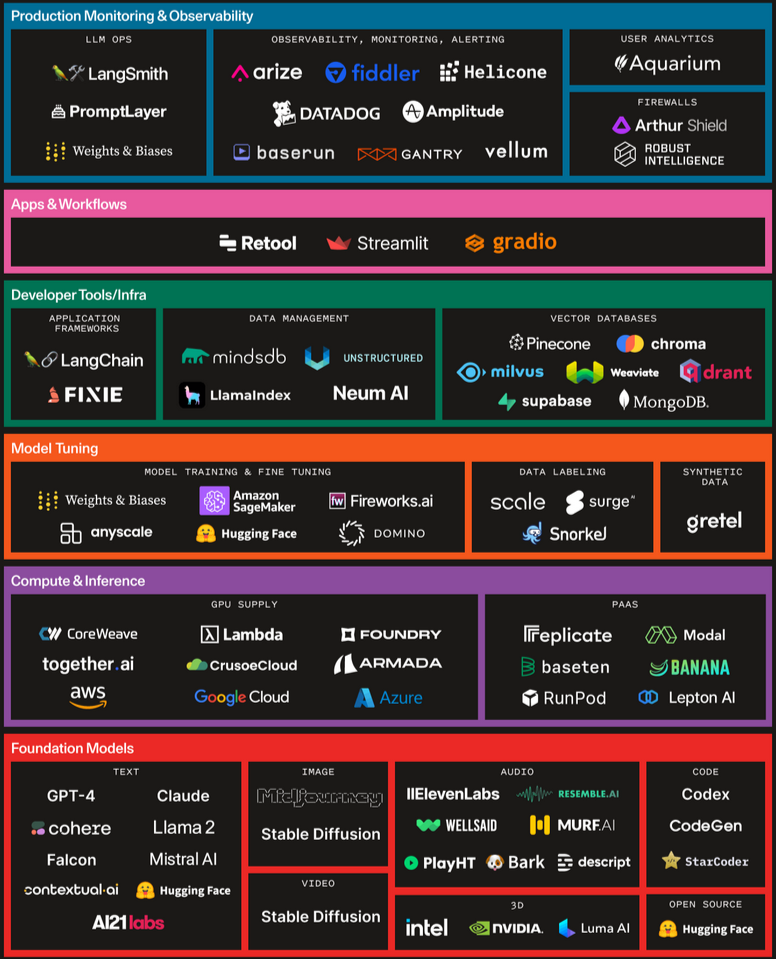 Production Monitoring & Observability
LLM OPS
LangSmith
PromptLayer
Weights & Biases
OBSERVABILITY, MONITORING, ALERTING
arize fiddler Helicone
DATADOG Amplitude
baserun GANTRY vellum
USER ANALYTICS
Aquarium
FIREWALLS
Arthur Shield
ROBUST
INTELLIGENCE
Apps & Workflows
Retool Streamlit gradio
Developer Tools/Infra
APPLICATION
FRAMEWORKS
LangChain
FIXIE
DATA MANAGEMENT
mindsdb UNSTRUCTURED
LlamaIndex Neum AI
VECTOR DATABASES
Pinecone chroma
milvus Weaviate qdrant
supabase MongoDB.
Model Tuning
MODEL TRAINING & FINE TUNING
Weights & Biases Amazon SageMaker fw Fireworks.ai
anyscale Hugging Face DOMINO
DATA LABELING
scale surge
Snorkel
SYNTHETIC
DATA
gretel
Compute & Inference
GPU SUPPLY
CoreWeave Lambda FOUNDRY
together.ai CrusoeCloud ARMADA
aws Google Cloud Azure
PAAS
Replicate Modal
baseten BANANA
RunPod Lepton AI
Foundation Models
TEXT
GPT-4 Claude
cohere Llama 2
Falcon Mistral AI
contextual·ai Hugging Face
AI21labs
IMAGE
Midjourney
Stable Diffusion
VIDEO
Stable Diffusion
AUDIO
IIElevenLabs RESEMBLE.AI
WELLSAID MURF.AI
PlayHT Bark descript
3D
intel NVIDIA. Luma AI
CODE
Codex
CodeGen
StarCoder
OPEN SOURCE
Hugging Face